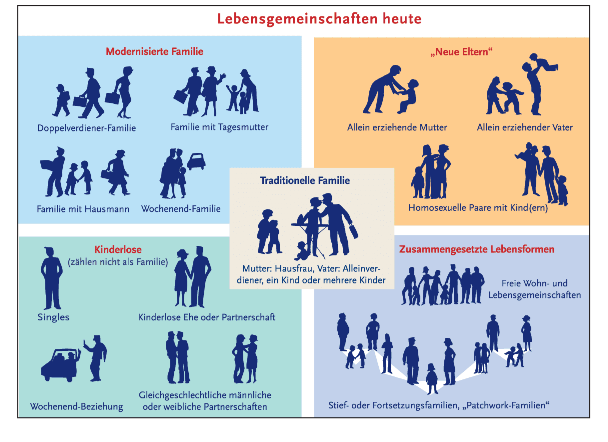 Lebensgemeinschaften heute
Modernisierte Familie
Doppelverdiener-Familie
Familie mit Tagesmutter
Familie mit Hausmann
Wochenend-Familie
„Neue Eltern“
Allein erziehende Mutter
Allein erziehender Vater
Homosexuelle Paare mit Kind(ern)
Traditionelle Familie
Mutter: Hausfrau, Vater: Alleinver-
diener, ein Kind oder mehrere Kinder
Kinderlose
(zählen nicht als Familie)
Singles
Kinderlose Ehe oder Partnerschaft
Wochenend-Beziehung
Gleichgeschlechtliche männliche
oder weibliche Partnerschaften
Zusammengesetzte Lebensformen
Freie Wohn- und
Lebensgemeinschaften
Stief- oder Fortsetzungsfamilien, „Patchwork-Familien“